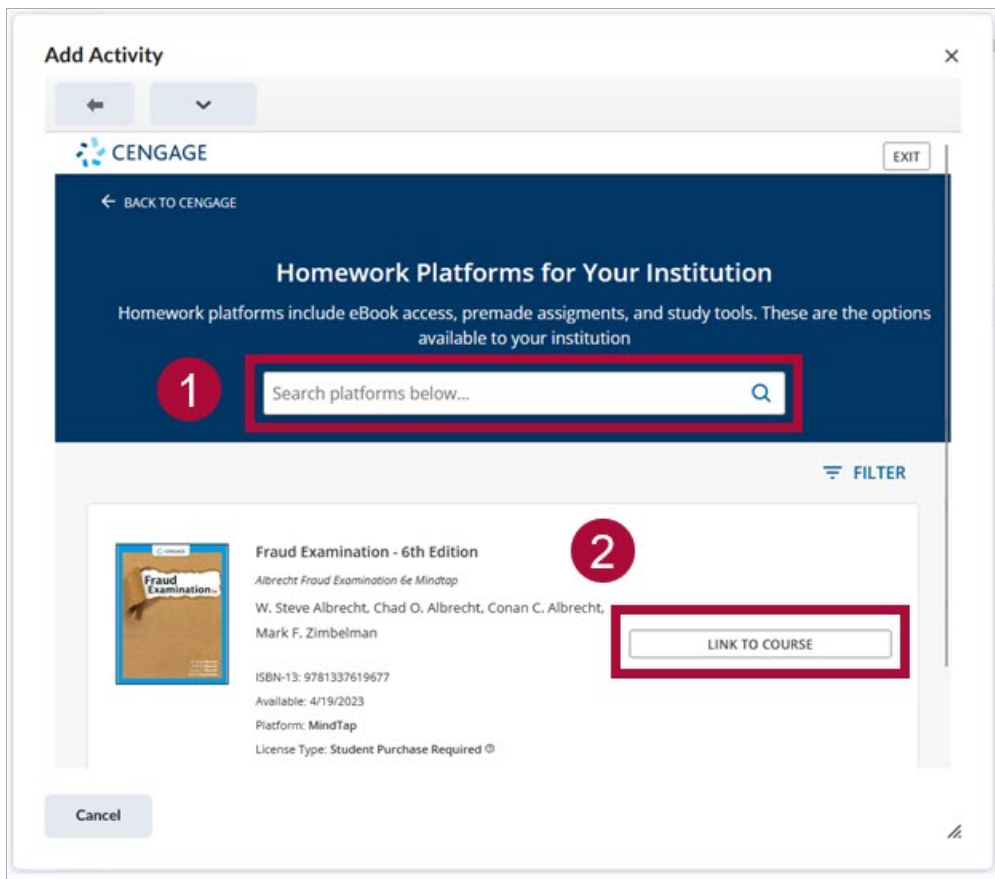 Add Activity
CENGAGE
EXIT
BACK TO CENGAGE
Homework Platforms for Your Institution
Homework platforms include eBook access, premade assigments, and study tools. These are the options
available to your institution
1
Search platforms below...
FILTER
2
CENGAGE
Fraud
Examination
Fraud Examination - 6th Edition
Albrecht Fraud Examination 6e Mindtap
W. Steve Albrecht, Chad O. Albrecht, Conan C. Albrecht,
Mark F. Zimbelman
LINK TO COURSE
ISBN-13: 9781337619677
Available: 4/19/2023
Platform: MindTap
License Type: Student Purchase Required
Cancel